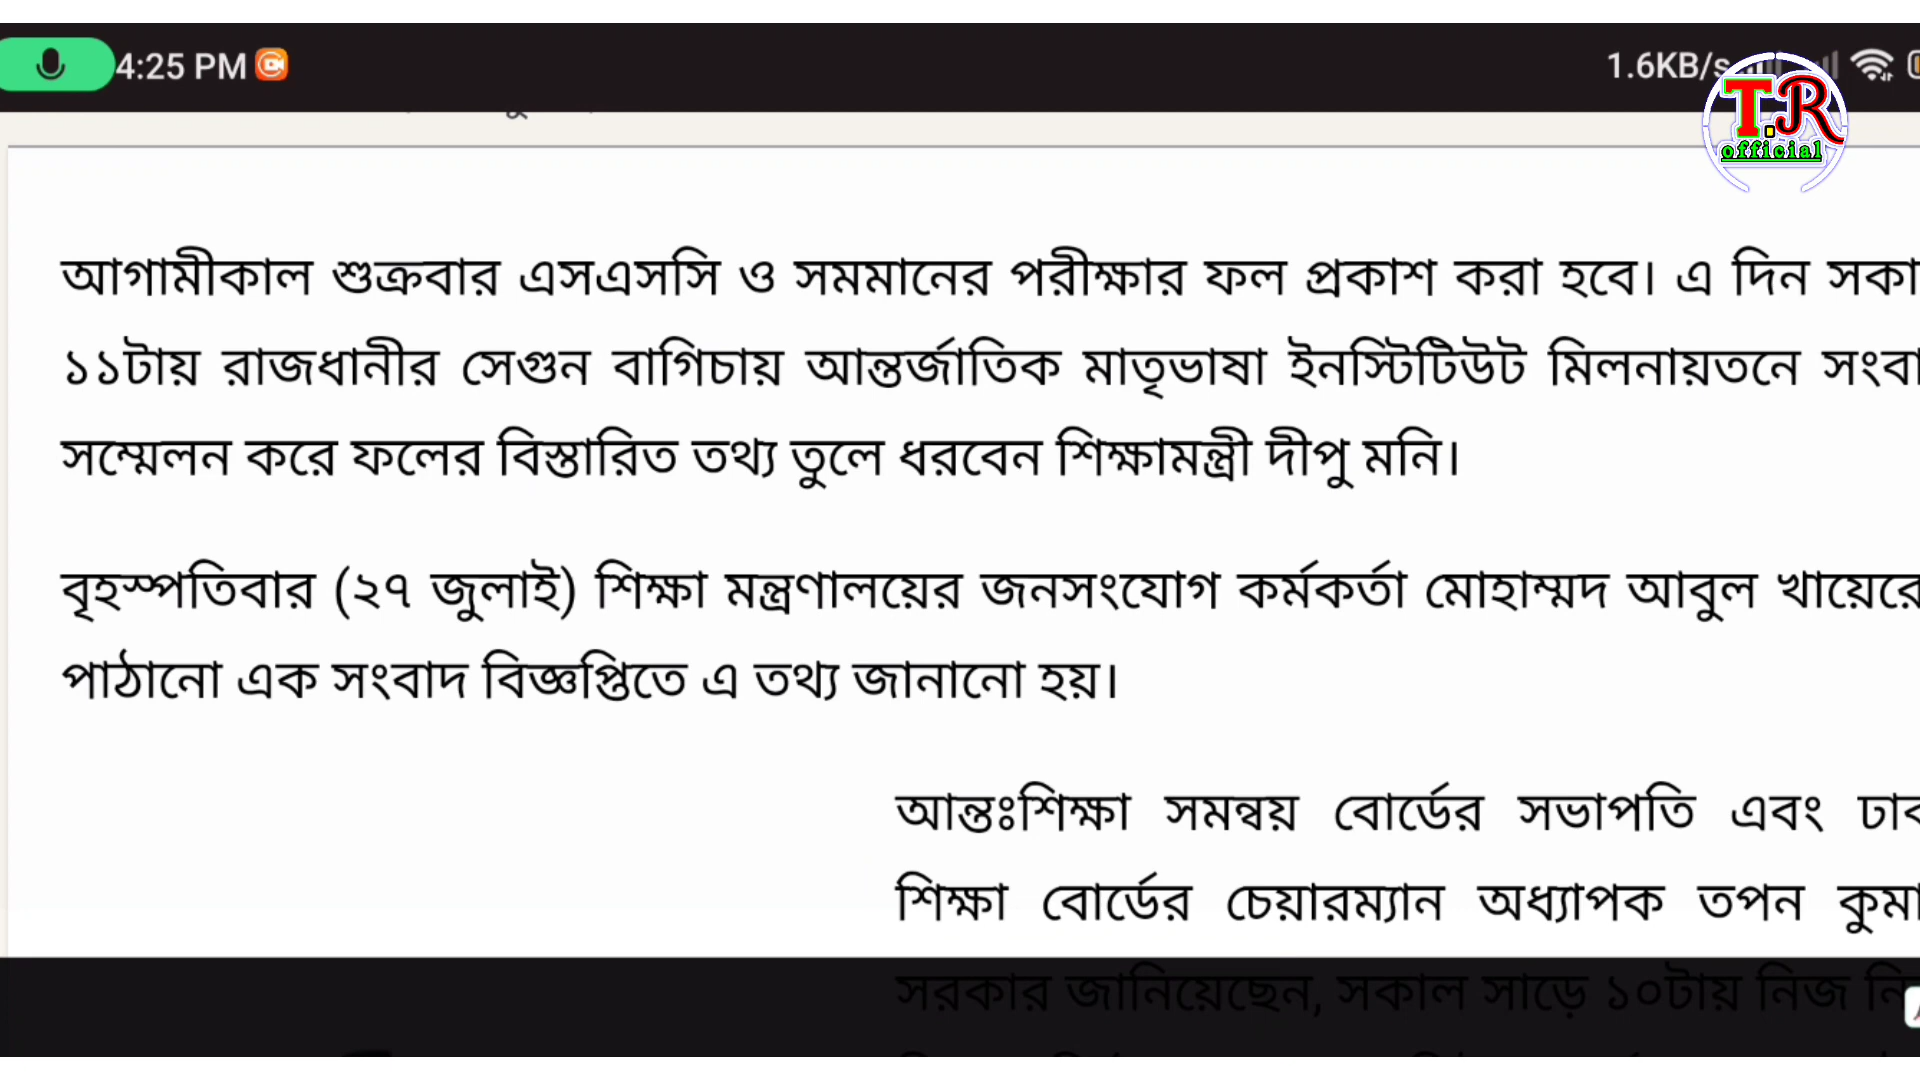 4:25 PM
1.6KB/s
T.R
official
আগামীকাল শুক্রবার এসএসসি ও সমমানের পরীক্ষার ফল প্রকাশ করা হবে। এ দিন সকা
১১টায় রাজধানীর সেগুন বাগিচায় আন্তর্জাতিক মাতৃভাষা ইনস্টিটিউট মিলনায়তনে সংবা
সম্মেলন করে ফলের বিস্তারিত তথ্য তুলে ধরবেন শিক্ষামন্ত্রী দীপু মনি।
বৃহস্পতিবার (২৭ জুলাই) শিক্ষা মন্ত্রণালয়ের জনসংযোগ কর্মকর্তা মোহাম্মদ আবুল খায়েরে
পাঠানো এক সংবাদ বিজ্ঞপ্তিতে এ তথ্য জানানো হয়।
আন্তঃশিক্ষা সমন্বয় বোর্ডের সভাপতি এবং ঢাক
শিক্ষা বোর্ডের চেয়ারম্যান অধ্যাপক তপন কুমা
সরকার জানিয়েছেন, সকাল সাড়ে ১০টায় নিজ নি